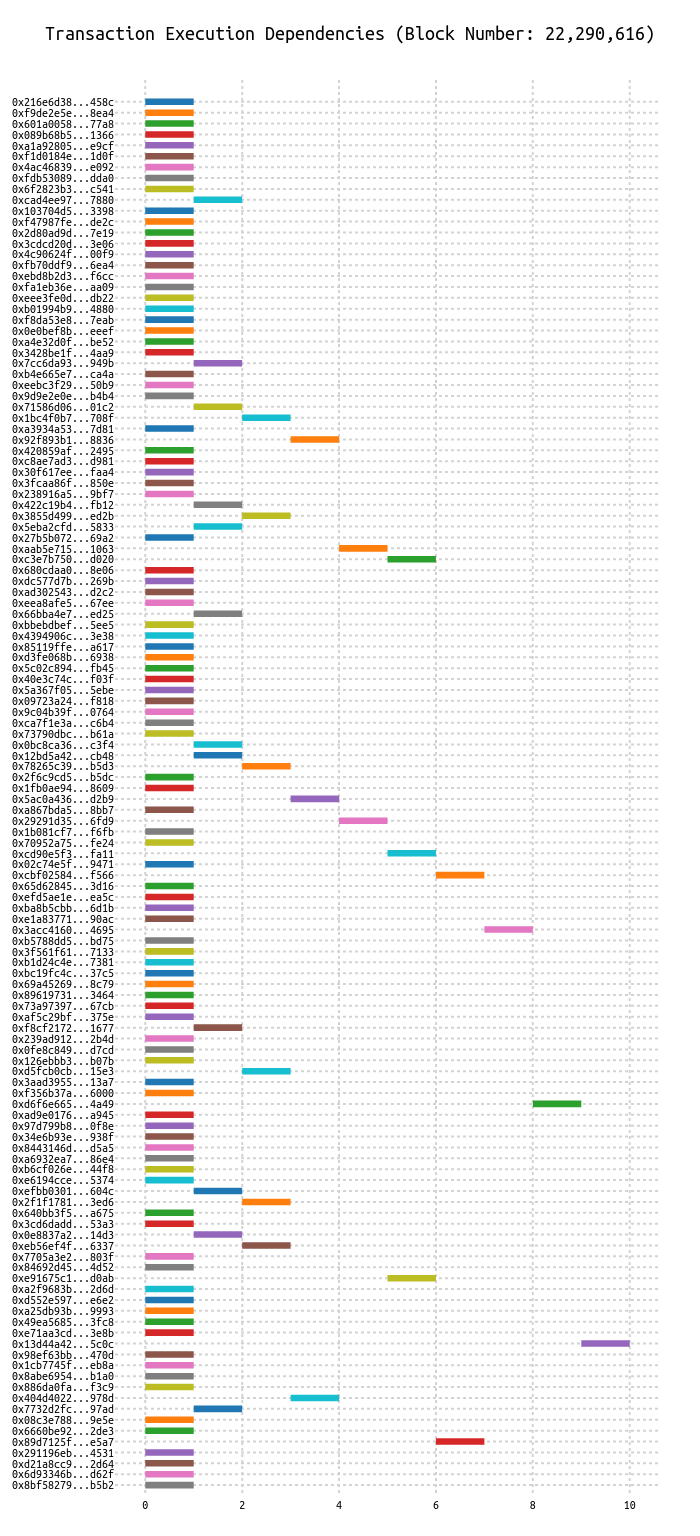 Transaction Execution Dependencies (Block Number: 22,290,616)
0x216e6d38...458c
0xf9de2e5e...8ea4
0x601a0058...77a8
0x089b68b5...1366
0xa1a92805...e9cf
0xf1d0184e...1d0f
0x4ac46839...e092
0xfdb53089...dda0
0x6f2823b3...c541
0xcad4ee97...7880
0x103704d5...3398
0xf47987fe...de2c
0x2d80ad9d...7e19
0x3cdcd20d...3e06
0x4c90624f...00f9
0xfb70ddf9...6ea4
0xebd8b2d3...f6cc
0xfa1eb36e...aa09
0xeee3fe0d...db22
0xb01994b9...4880
0xf8da53e8...7eab
0x0e0bef8b...eeef
0xa4e32d0f...be52
0x3428be1f...4aa9
0x7cc6da93...949b
0xb4e665e7...ca4a
0xeebc3f29...50b9
0x9d9e2e0e...b4b4
0x71586d06...01c2
0x1bc4f0b7...708f
0xa3934a53...7d81
0x92f893b1...8836
0x420859af...2495
0xc8ae7ad3...d981
0x30f617ee...faa4
0x3fcaa86f...850e
0x238916a5...9bf7
0x422c19b4...fb12
0x3855d499...ed2b
0x5eba2cfd...5833
0x27b5b072...69a2
0xaab5e715...1063
0xc3e7b750...d020
0x680cdaa0...8e06
0xdc577d7b...269b
0xad302543...d2c2
0xeea8afe5...67ee
0x66bba4e7...ed25
0xbbebdbef...5ee5
0x4394906c...3e38
0x85119ffe...a617
0xd3fe068b...6938
0x5c02c894...fb45
0x40e3c74c...f03f
0x5a367f05...5ebe
0x09723a24...f818
0x9c04b39f...0764
0xca7f1e3a...c6b4
0x73790dbc...b61a
0x0bc8ca36...c3f4
0x12bd5a42...cb48
0x78265c39...b5d3
0x2f6c9cd5...b5dc
0x1fb0ae94...8609
0x5ac0a436...d2b9
0xa867bda5...8bb7
0x29291d35...6fd9
0x1b081cf7...f6fb
0x70952a75...fe24
0xcd90e5f3...fa11
0x02c74e5f...9471
0xcbf02584...f566
0x65d62845...3d16
0xefd5ae1e...ea5c
0xba8b5cbb...6d1b
0xe1a83771...90ac
0x3acc4160...4695
0xb5788dd5...bd75
0x3f561f61...7133
0xb1d24c4e...7381
0xbc19fc4c...37c5
0x69a45269...8c79
0x89619731...3464
0x73a97397...67cb
0xaf5c29bf...375e
0xf8cf2172...1677
0x239ad912...2b4d
0x0fe8c849...d7cd
0x126ebbb3...b07b
0xd5fcb0cb...15e3
0x3aad3955...13a7
0xf356b37a...6000
0xd6f6e665...4a49
0xad9e0176...a945
0x97d799b8...0f8e
0x34e6b93e...938f
0x8443146d...d5a5
0xa6932ea7...86e4
0xb6cf026e...44f8
0xe6194cce...5374
0xefbb0301...604c
0x2f1f1781...3ed6
0x640bb3f5...a675
0x3cd6dadd...53a3
0x0e8837a2...14d3
0xeb56ef4f...6337
0x7705a3e2...803f
0x84692d45...4d52
0xe91675c1...d0ab
0xa2f9683b...2d6d
0xd552e597...e6e2
0xa25db93b...9993
0x49ea5685...3fc8
0xe71aa3cd...3e8b
0x13d44a42...5c0c
0x98ef63bb...470d
0x1cb7745f...eb8a
0x8abe6954...b1a0
0x886da0fa...f3c9
0x404d4022...978d
0x7732d2fc...97ad
0x08c3e788...9e5e
0x6660be92...2de3
0x89d7125f...e5a7
0x291196eb...4531
0xd21a8cc9...2d64
0x6d93346b...d62f
0x8bf58279...b5b2
0 2 4 6 8 10